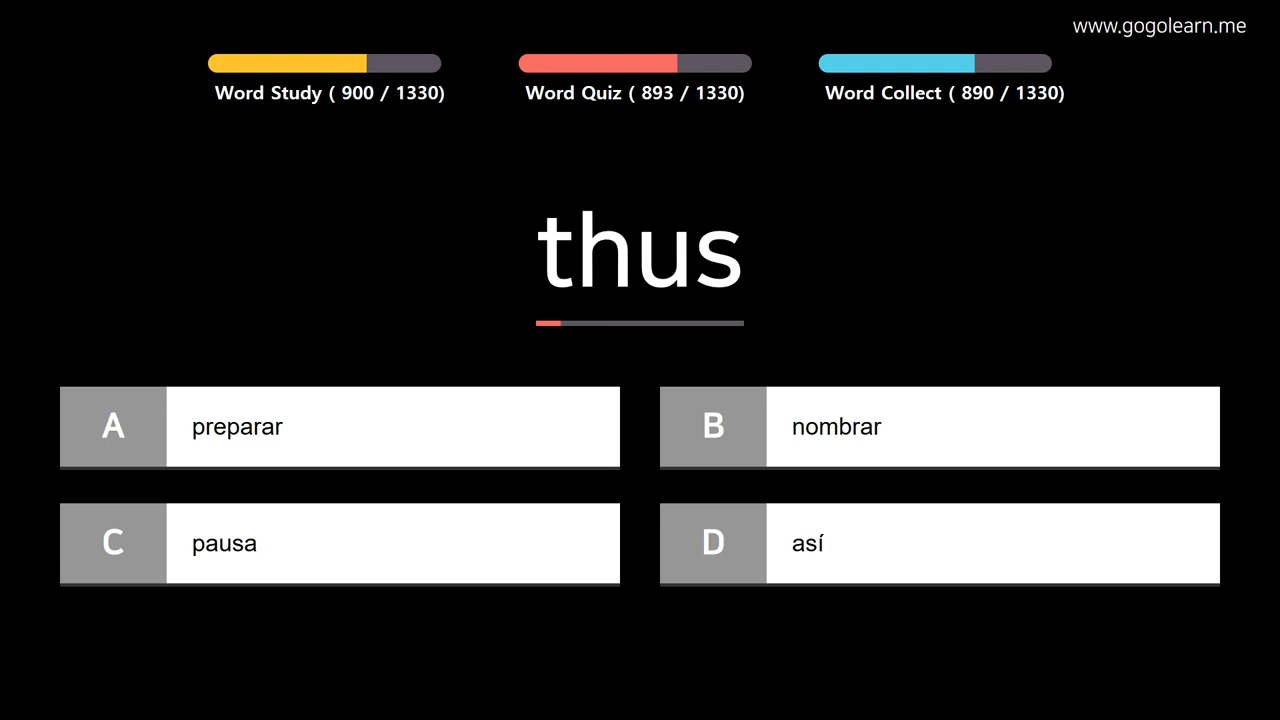 www.gogolearn.me
Word Study ( 900 / 1330)
Word Quiz ( 893 / 1330)
Word Collect ( 890 / 1330)
thus
A preparar
B nombrar
C pausa
D así